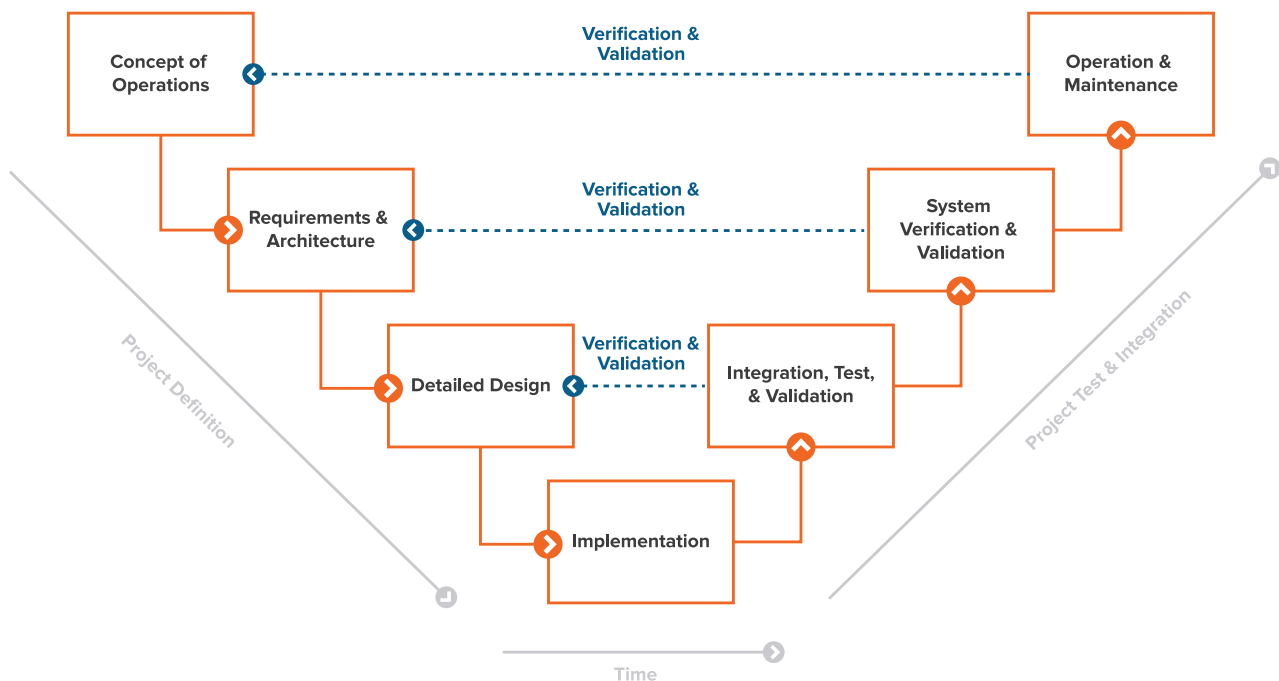 Verification &
Validation
Concept of
Operations
Operation &
Maintenance
Verification &
Validation
Requirements &
Architecture
System
Verification &
Validation
Verification &
Validation
Detailed Design
Integration, Test,
& Validation
Project Definition
Project Test & Integration
Implementation
Time